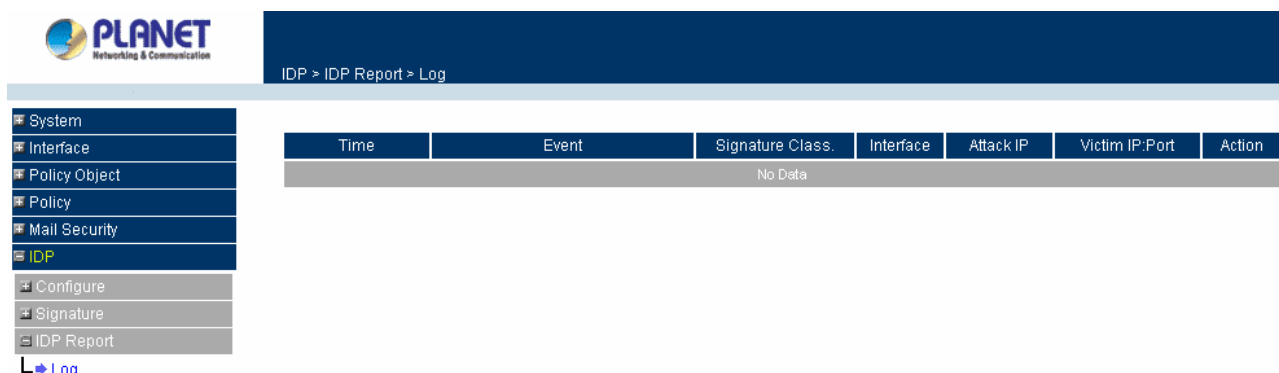 PLANET
Networking & Communication
IDP > IDP Report > Log
System
Interface
Policy Object
Policy
Mail Security
IDP
Configure
Signature
IDP Report
Log
Time Event Signature Class. Interface Attack IP Victim IP:Port Action
No Data